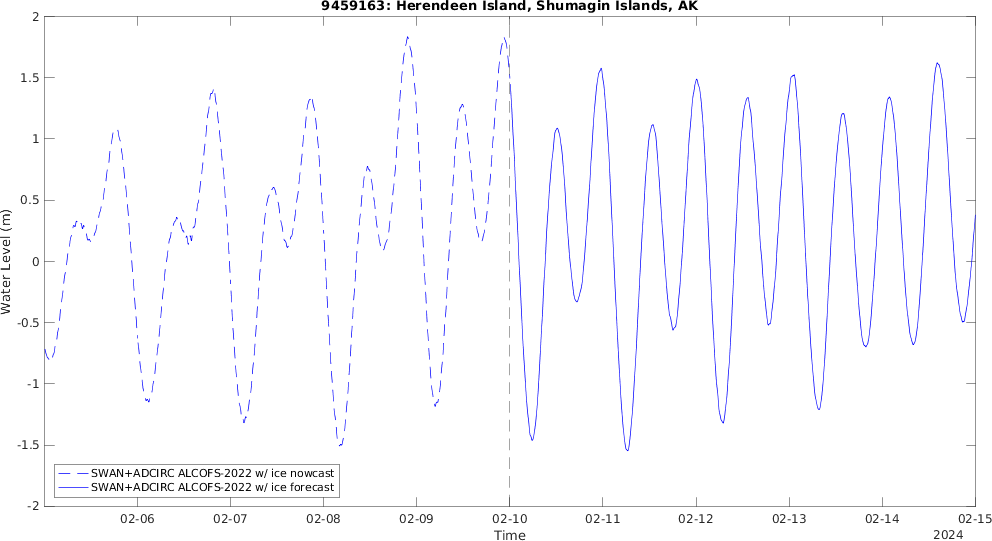 9459163: Herendeen Island, Shumagin Islands, AK
2
1.5
1
0.5
0
-0.5
-1
-1.5
-2
Water Level (m)
SWAN+ADCIRC ALCOFS-2022 w/ ice nowcast
SWAN+ADCIRC ALCOFS-2022 w/ ice forecast
02-06 02-07 02-08 02-09 02-10 02-11 02-12 02-13 02-14 02-15
Time
2024